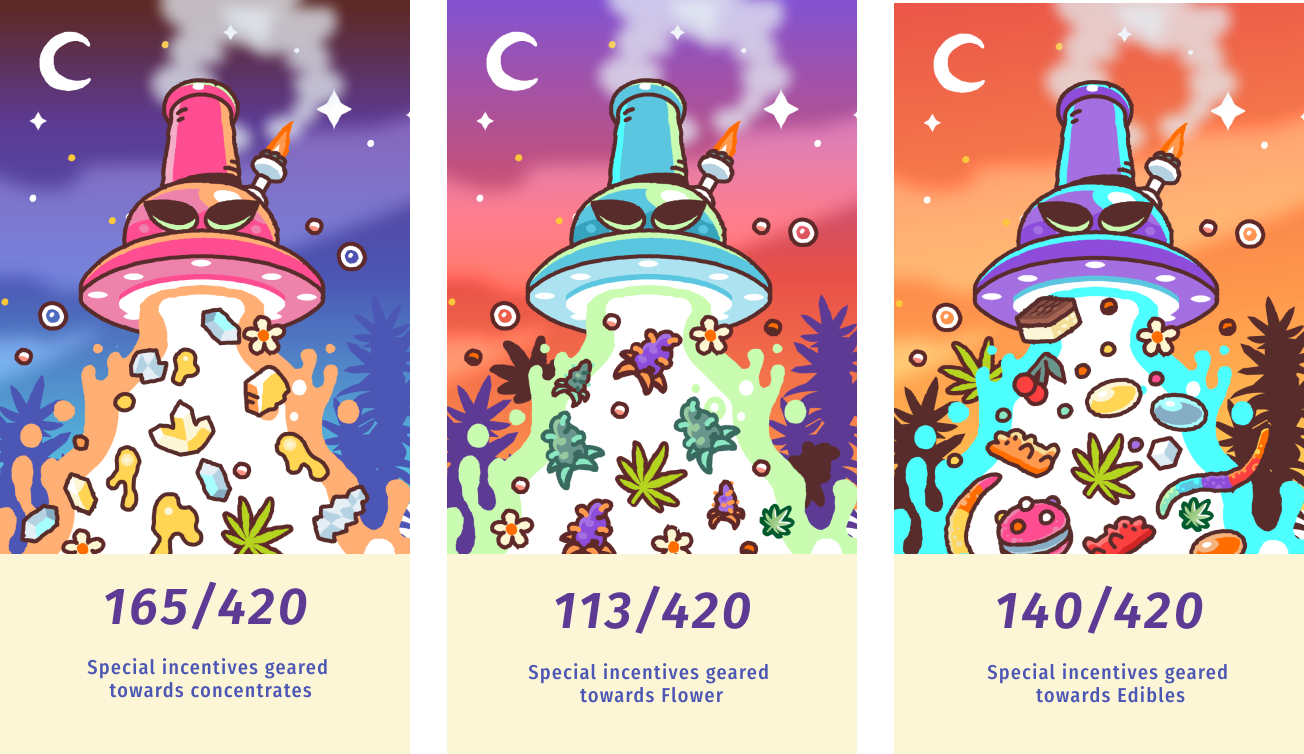 165/420
Special incentives geared
towards concentrates
113/420
Special incentives geared
towards Flower
140/420
Special incentives geared
towards Edibles